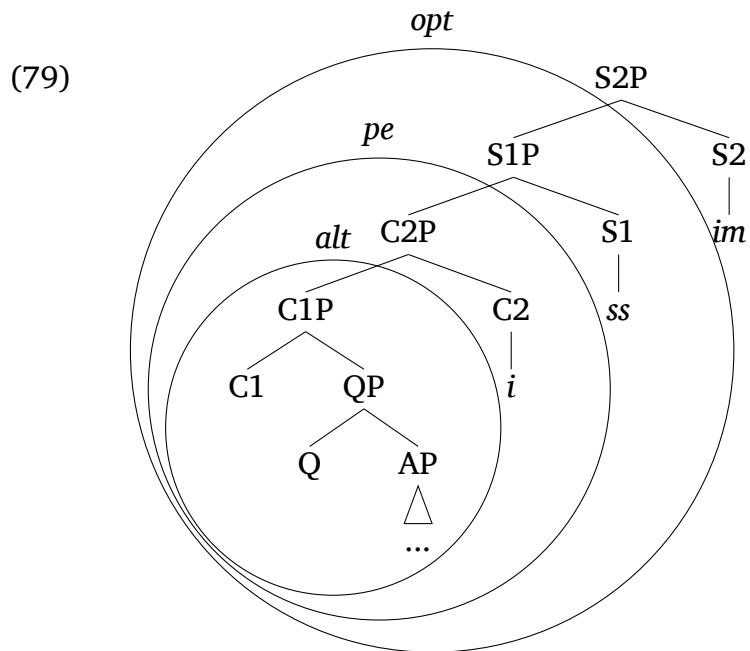 opt
(79) S2P
pe
S1P S2
alt C2P S1 im
C1P C2 ss
C1 QP i
Q AP
...